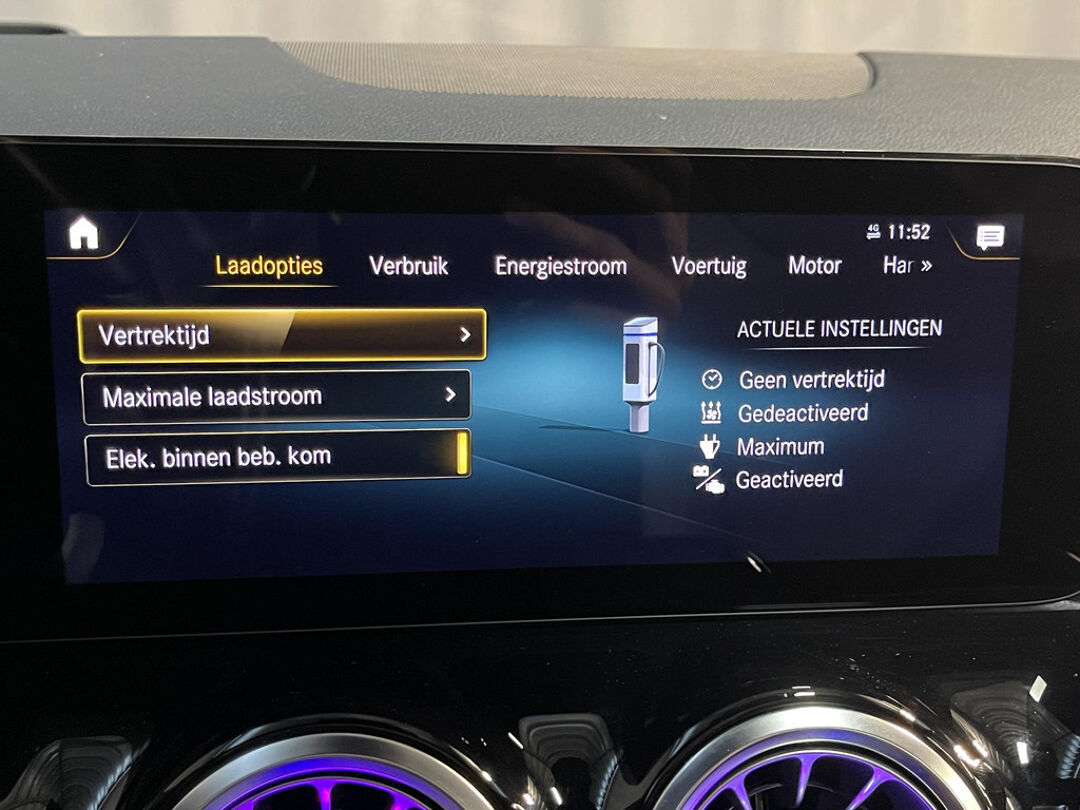 4G 11:52
Laadopties Verbruik Energiestroom Voertuig Motor Har »
Vertrektijd
Maximale laadstroom
Elek. binnen beb. kom
ACTUELE INSTELLINGEN
Geen vertrektijd
Gedeactiveerd
Maximum
Geactiveerd